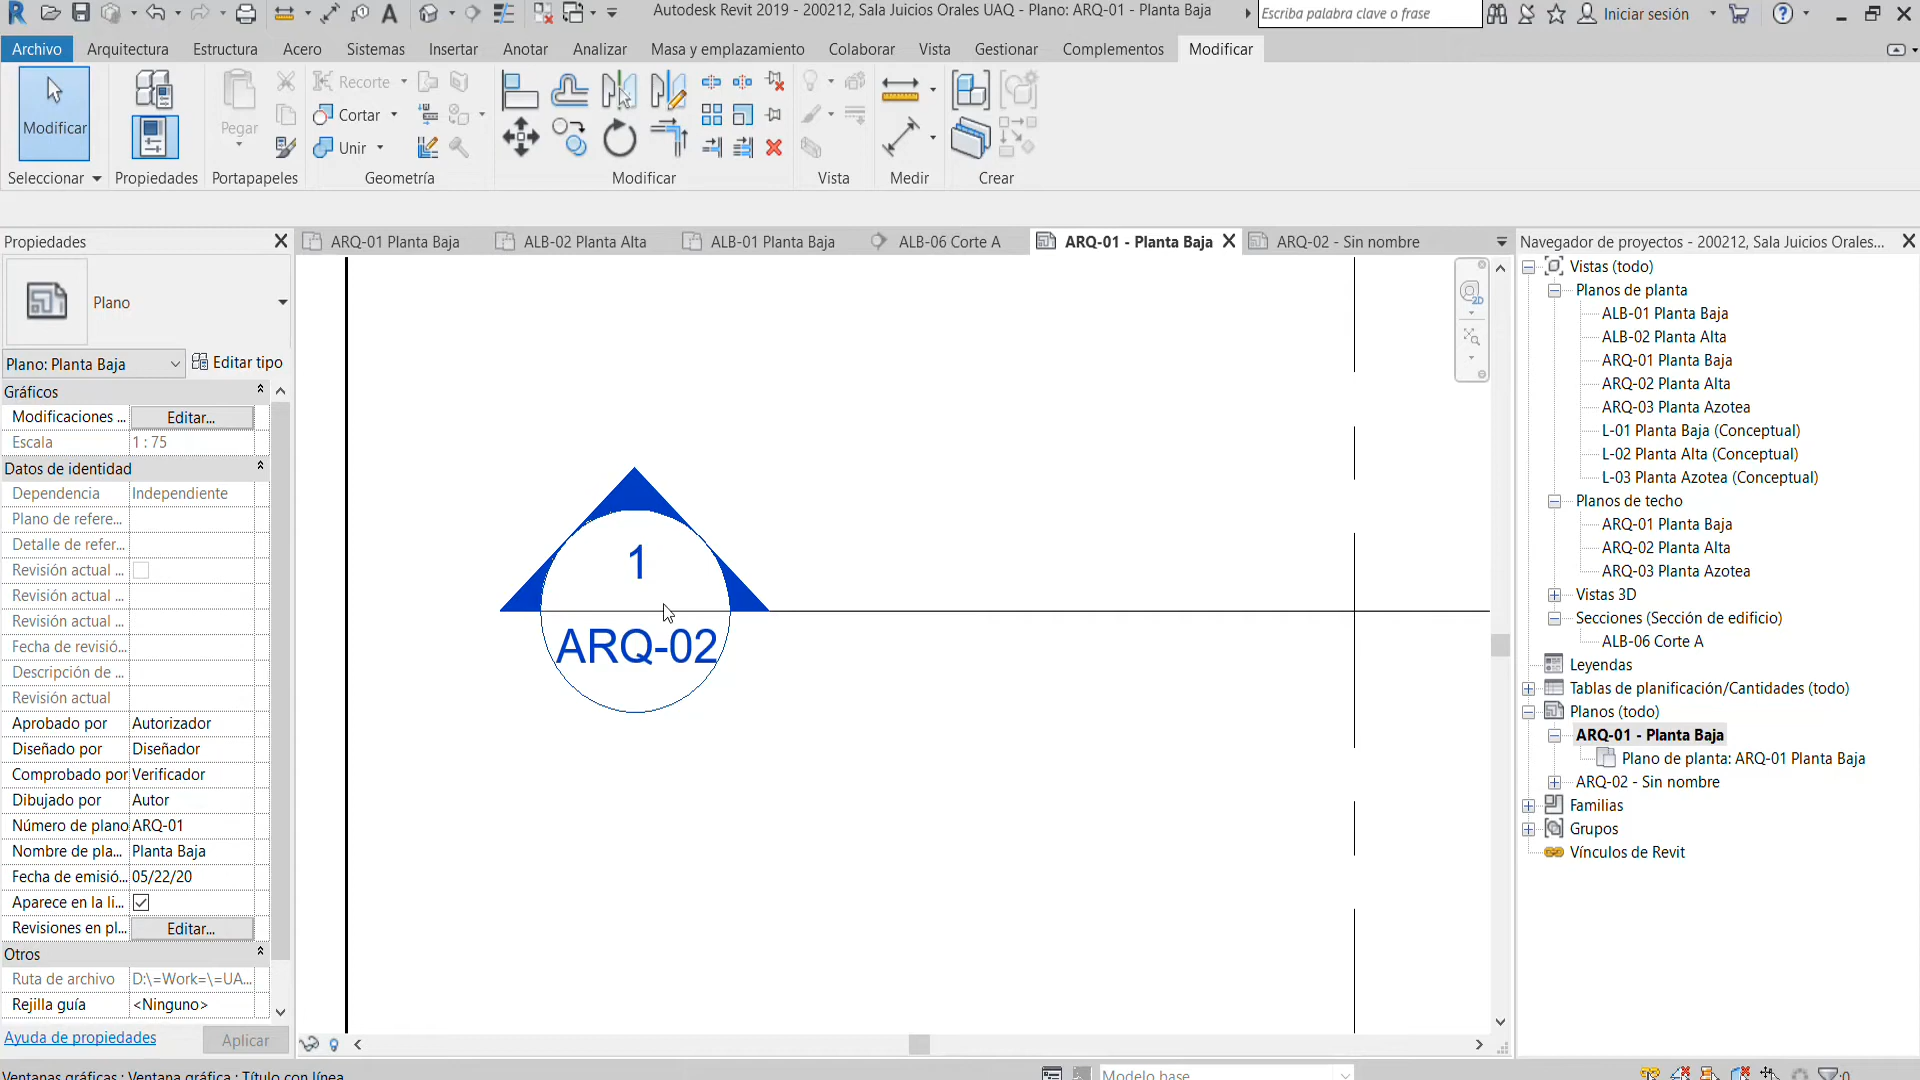 Autodesk Revit 2019 - 200212, Sala Juicios Orales UAQ - Plano: ARQ-01 - Planta Baja
Escriba palabra clave o frase
Iniciar sesión
Archivo Arquitectura Estructura Acero Sistemas Insertar Anotar Analizar Masa y emplazamiento Colaborar Vista Gestionar Complementos Modificar
Modificar
Pegar
Recorte
Cortar
Unir
Seleccionar Propiedades Portapapeles Geometría Modificar Vista Medir Crear
Propiedades
ARQ-01 Planta Baja
ALB-02 Planta Alta
ALB-01 Planta Baja
ALB-06 Corte A
ARQ-01 - Planta Baja
ARQ-02 - Sin nombre
Plano
Plano: Planta Baja
Editar tipo
Gráficos
Modificaciones ... Editar...
Escala 1 : 75
Datos de identidad
Dependencia Independiente
Plano de refere...
Detalle de refer...
Revisión actual ...
Revisión actual ...
Revisión actual ...
Fecha de revisió...
Descripción de ...
Revisión actual
Aprobado por Autorizador
Diseñado por Diseñador
Comprobado por Verificador
Dibujado por Autor
Número de plano ARQ-01
Nombre de pla... Planta Baja
Fecha de emisió... 05/22/20
Aparece en la li...
Revisiones en pl... Editar...
Otros
Ruta de archivo D:\=Work=\=UA...
Rejilla guía <Ninguno>
Ayuda de propiedades
Aplicar
1
ARQ-02
2D
Navegador de proyectos - 200212, Sala Juicios Orales...
Vistas (todo)
Planos de planta
ALB-01 Planta Baja
ALB-02 Planta Alta
ARQ-01 Planta Baja
ARQ-02 Planta Alta
ARQ-03 Planta Azotea
L-01 Planta Baja (Conceptual)
L-02 Planta Alta (Conceptual)
L-03 Planta Azotea (Conceptual)
Planos de techo
ARQ-01 Planta Baja
ARQ-02 Planta Alta
ARQ-03 Planta Azotea
Vistas 3D
Secciones (Sección de edificio)
ALB-06 Corte A
Leyendas
Tablas de planificación/Cantidades (todo)
Planos (todo)
ARQ-01 - Planta Baja
Plano de planta: ARQ-01 Planta Baja
ARQ-02 - Sin nombre
Familias
Grupos
Vínculos de Revit
Ventanas gráficas : Ventana gráfica : Título con línea
Modelo base
:0